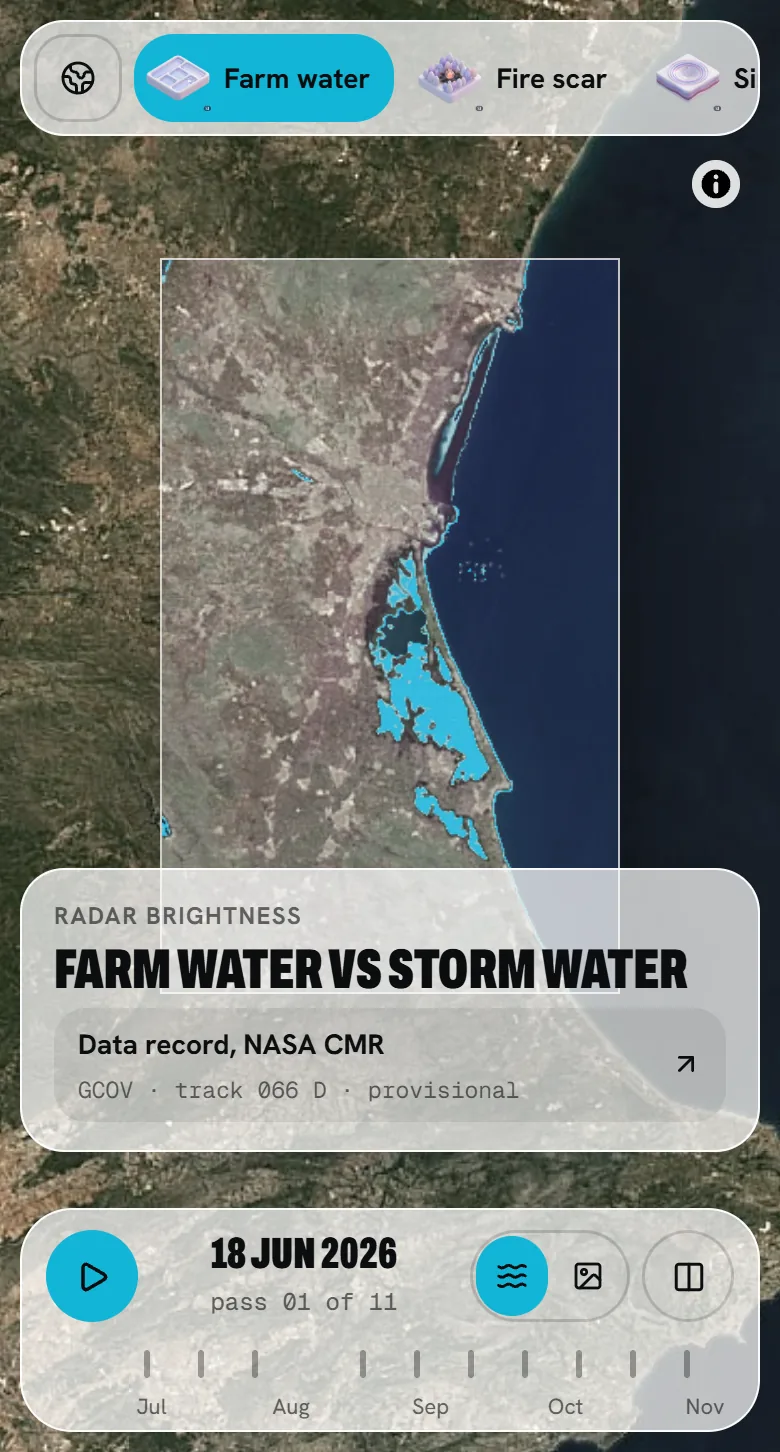 Farm water
Fire scar
Si
RADAR BRIGHTNESS
FARM WATER VS STORM WATER
Data record, NASA CMR
GCOV · track 066 D · provisional
18 JUN 2026
pass 01 of 11
Jul Aug Sep Oct Nov